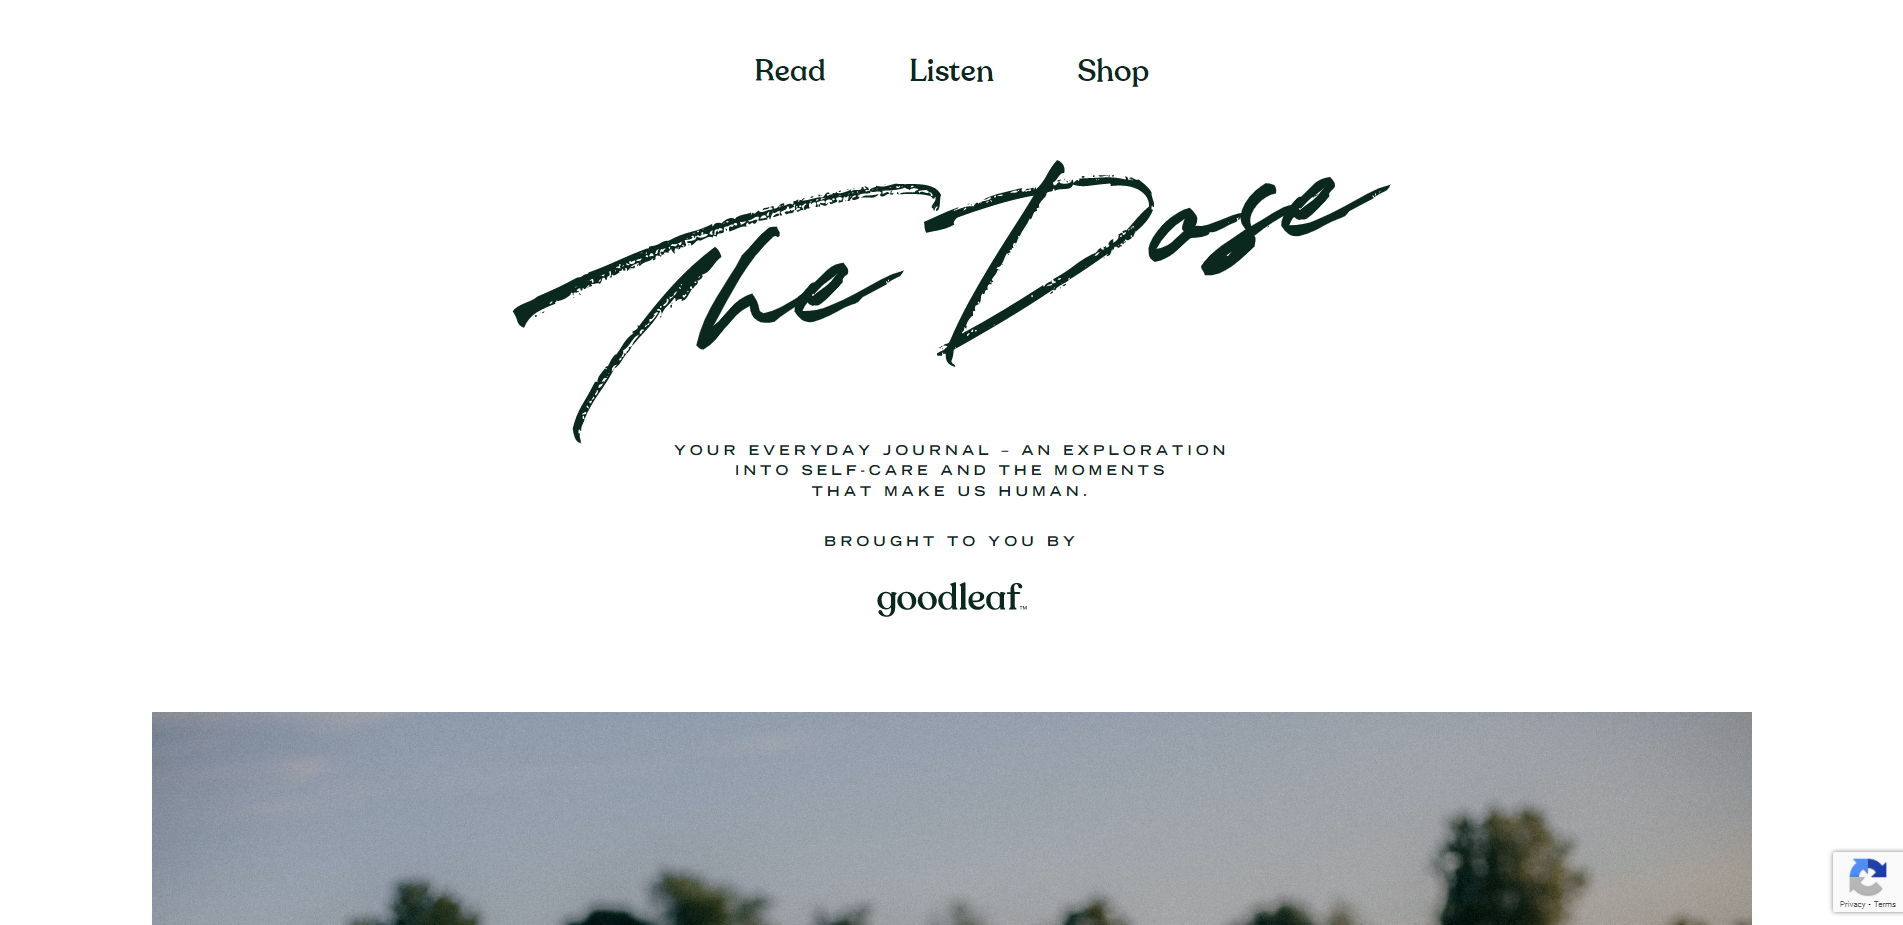 Read Listen Shop
The Dose
YOUR EVERYDAY JOURNAL – AN EXPLORATION
INTO SELF-CARE AND THE MOMENTS
THAT MAKE US HUMAN.
BROUGHT TO YOU BY
goodleaf™
Privacy - Terms